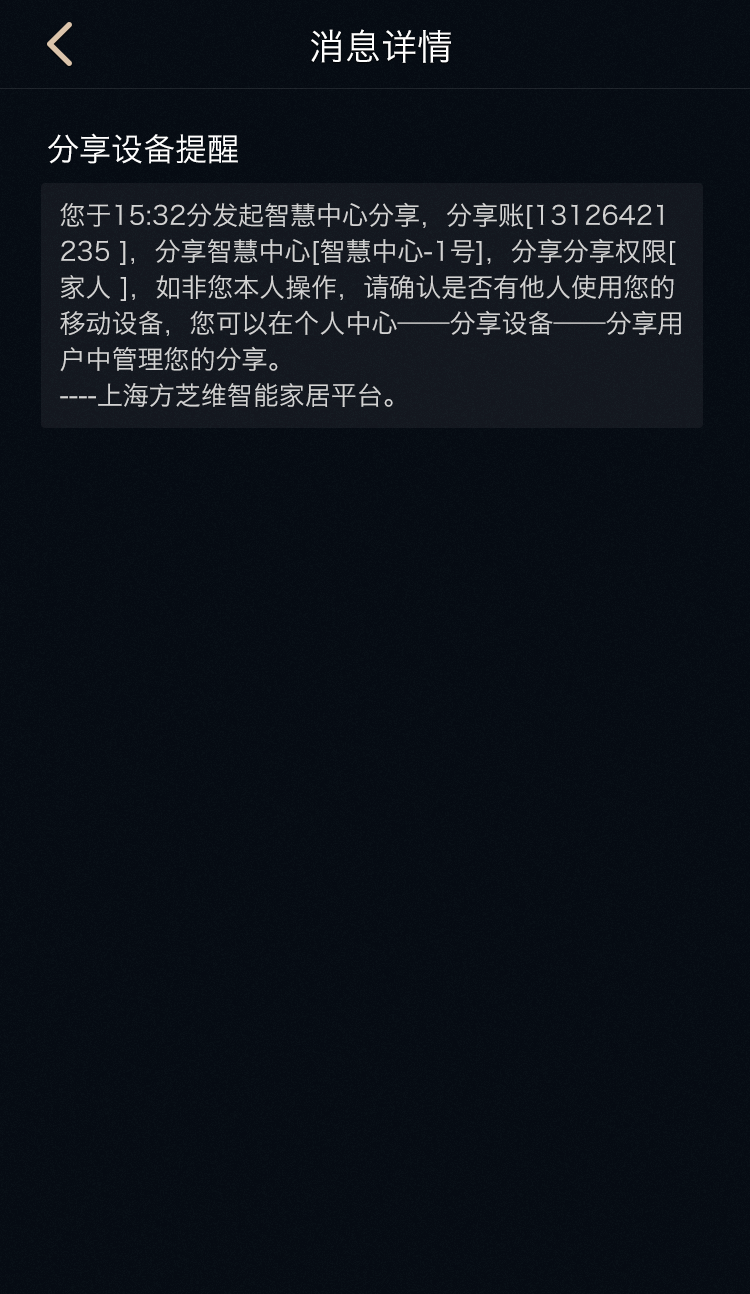 消息详情
分享设备提醒
您于15:32分发起智慧中心分享，分享账[13126421
235 ]，分享智慧中心[智慧中心-1号]，分享分享权限[
家人 ]，如非您本人操作，请确认是否有他人使用您的
移动设备，您可以在个人中心——分享设备——分享用
户中管理您的分享。
----上海方芝维智能家居平台。